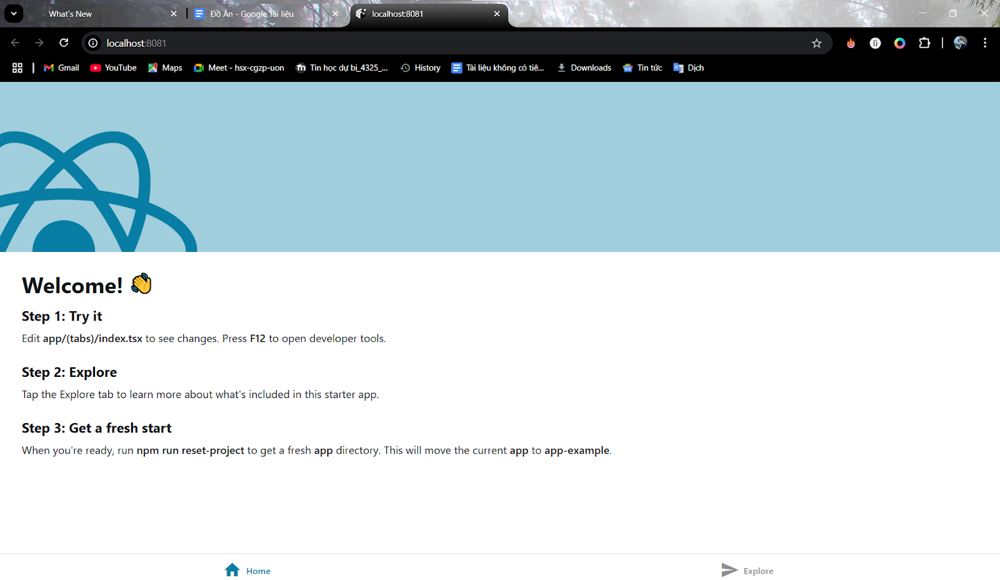 What's New
Đồ Án - Google Tài liệu
localhost:8081
localhost:8081
Gmail
YouTube
Maps
Meet - hsx-cgzp-uon
Tin học dự bị_4325_...
History
Tài liệu không có tiê...
Downloads
Tin tức
Dịch
Welcome! 👋
Step 1: Try it
Edit app/(tabs)/index.tsx to see changes. Press F12 to open developer tools.
Step 2: Explore
Tap the Explore tab to learn more about what's included in this starter app.
Step 3: Get a fresh start
When you're ready, run npm run reset-project to get a fresh app directory. This will move the current app to app-example.
Home
Explore